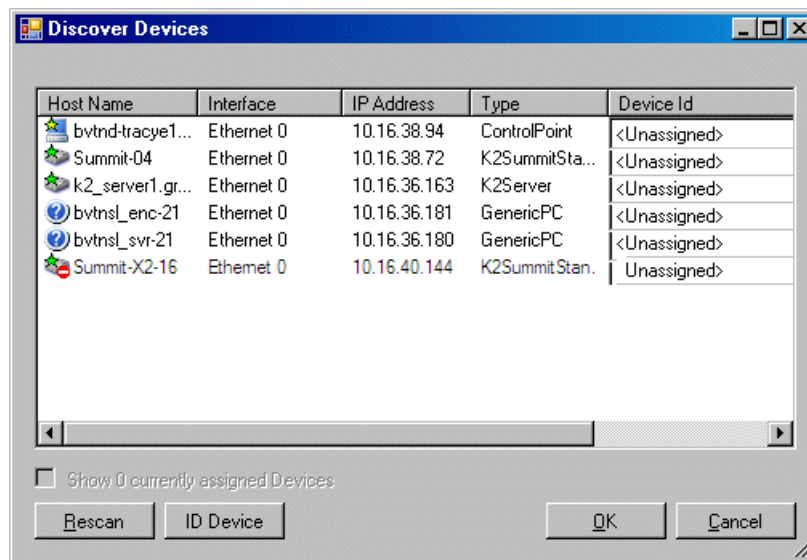 Discover Devices
Host Name Interface IP Address Type Device Id
bvtnd-tracye1... Ethernet 0 10.16.38.94 ControlPoint <Unassigned>
Summit-04 Ethernet 0 10.16.38.72 K2SummitSta... <Unassigned>
k2_server1.gr... Ethernet 0 10.16.36.163 K2Server <Unassigned>
bvtnsl_enc-21 Ethernet 0 10.16.36.181 GenericPC <Unassigned>
bvtnsl_svr-21 Ethernet 0 10.16.36.180 GenericPC <Unassigned>
Summit-X2-16 Ethernet 0 10.16.40.144 K2SummitStan. Unassigned>
Show 0 currently assigned Devices
Rescan ID Device OK Cancel